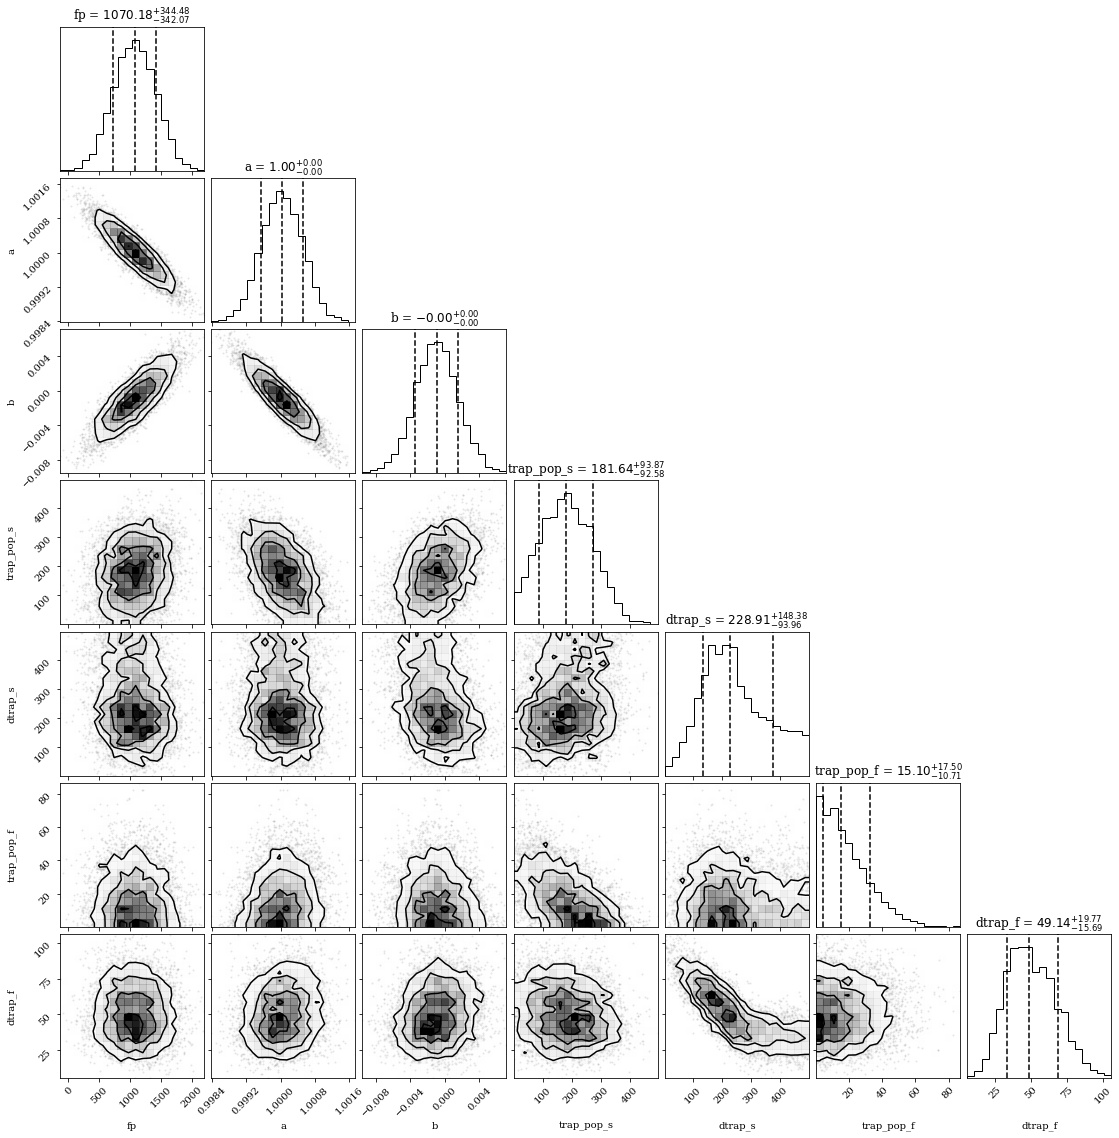 fp = 1070.18+344.48−342.07
a = 1.00+0.00−0.00
1.0016
1.0008
1.0000
0.9992
0.9984
a
b = −0.00+0.00−0.00
0.004
0.000
−0.004
−0.008
b
trap_pop_s = 181.64+93.87−92.58
400
300
200
100
trap_pop_s
dtrap_s = 228.91+148.38−93.96
400
300
200
100
dtrap_s
trap_pop_f = 15.10+17.50−10.71
80
60
40
20
trap_pop_f
dtrap_f = 49.14+19.77−15.69
100
75
50
25
dtrap_f
0 500 1000 1500 2000
0.9984 0.9992 1.0000 1.0008 1.0016
−0.008 −0.004 0.000 0.004
100 200 300 400
100 200 300 400
20 40 60 80
25 50 75 100
fp a b trap_pop_s dtrap_s trap_pop_f dtrap_f